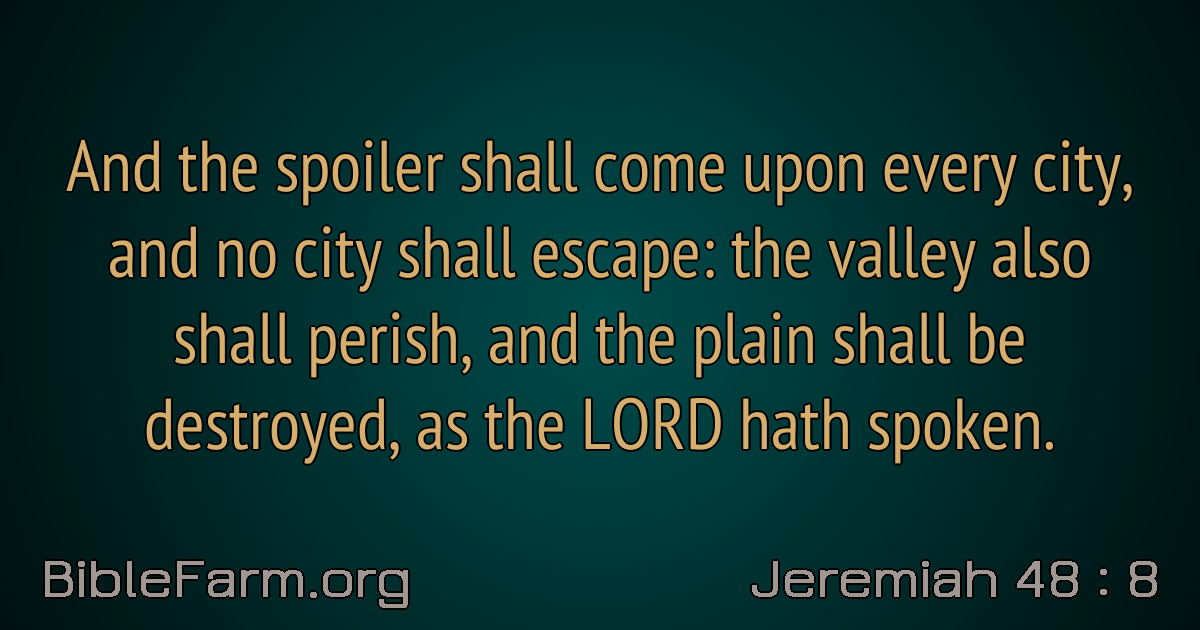 And the spoiler shall come upon every city,
and no city shall escape: the valley also
shall perish, and the plain shall be
destroyed, as the LORD hath spoken.
BibleFarm.org
Jeremiah 48 : 8